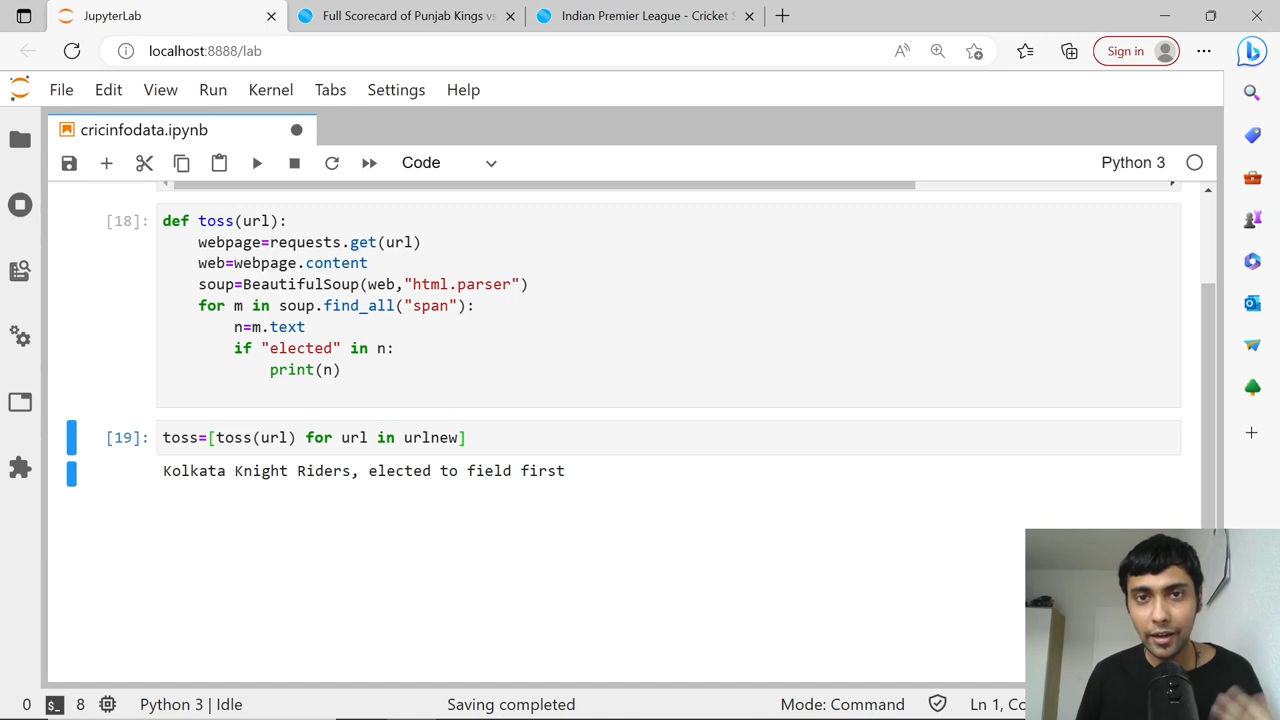 JupyterLab
Full Scorecard of Punjab Kings vs
Indian Premier League - Cricket S
localhost:8888/lab
Sign in
File Edit View Run Kernel Tabs Settings Help
cricinfodata.ipynb
Code
Python 3
[18]:
def toss(url):
webpage=requests.get(url)
web=webpage.content
soup=BeautifulSoup(web,"html.parser")
for m in soup.find_all("span"):
n=m.text
if "elected" in n:
print(n)
[19]:
toss=[toss(url) for url in urlnew]
Kolkata Knight Riders, elected to field first
0 $_ 8 Python 3 | Idle Saving completed Mode: Command Ln 1, Co